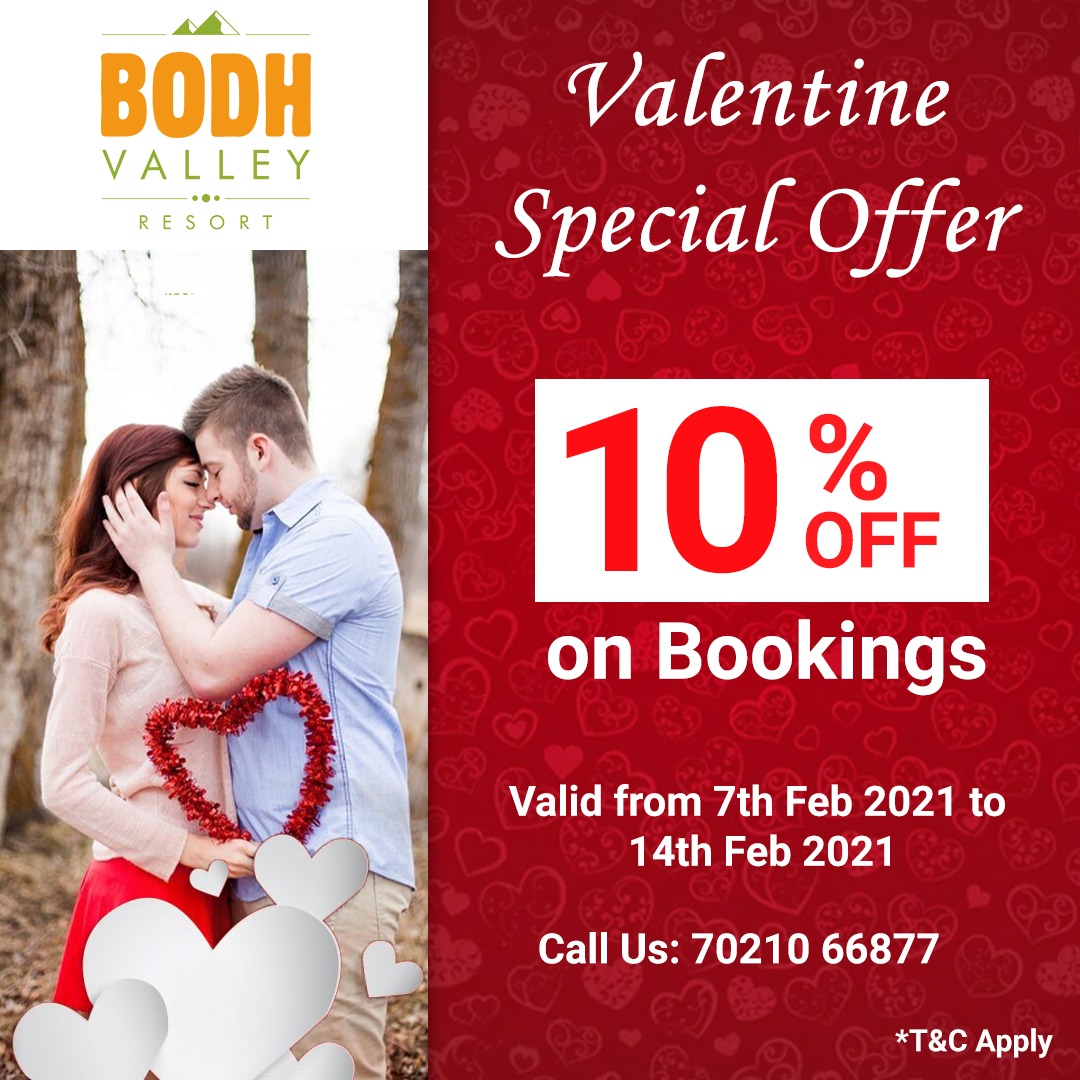 BODH
VALLEY
RESORT
Valentine
Special Offer
10 %
OFF
on Bookings
Valid from 7th Feb 2021 to
14th Feb 2021
Call Us: 70210 66877
*T&C Apply